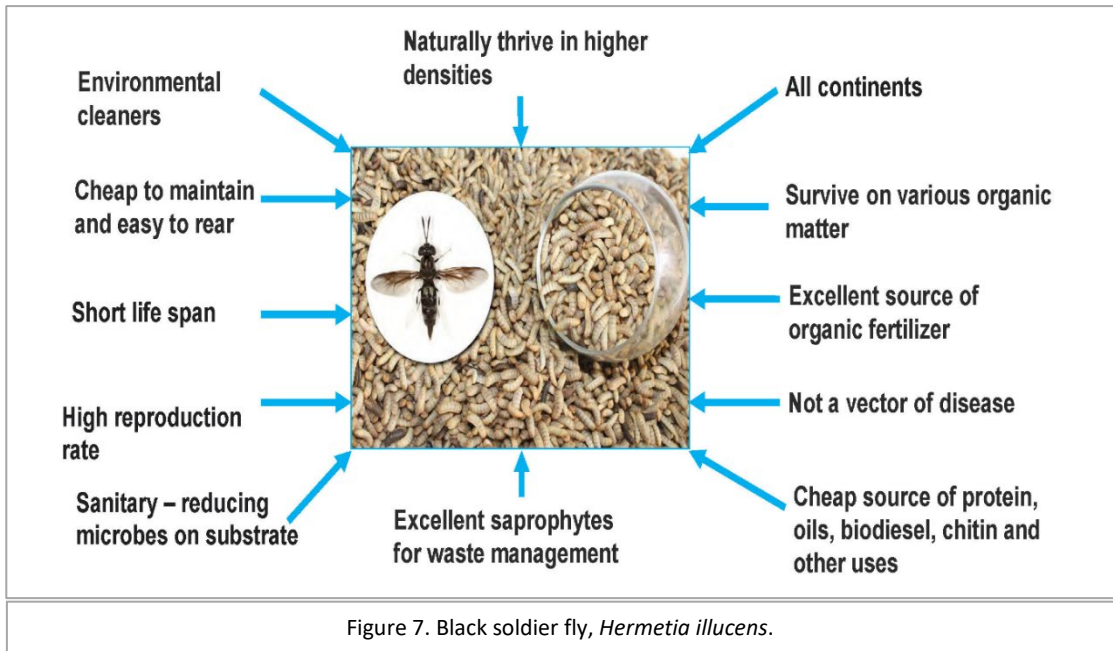 Naturally thrive in higher
densities
Environmental
cleaners
All continents
Cheap to maintain
and easy to rear
Survive on various organic
matter
Short life span
Excellent source of
organic fertilizer
High reproduction
rate
Not a vector of disease
Sanitary – reducing
microbes on substrate
Excellent saprophytes
for waste management
Cheap source of protein,
oils, biodiesel, chitin and
other uses
Figure 7. Black soldier fly, Hermetia illucens.